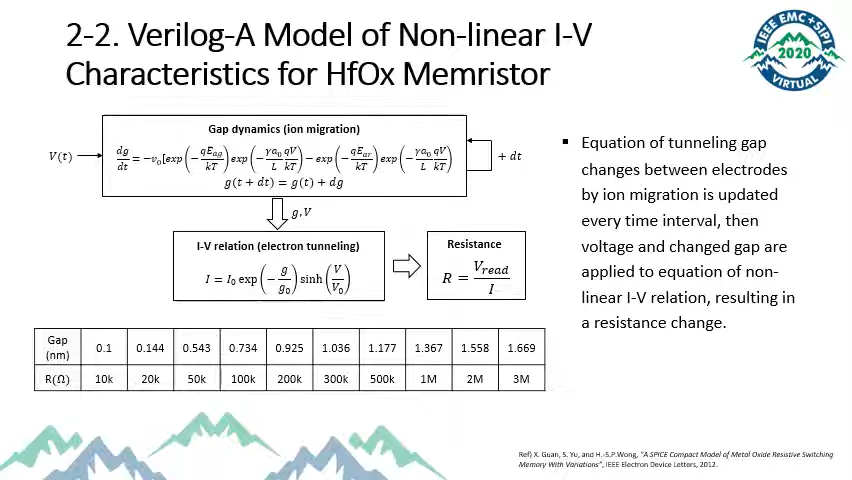 2-2. Verilog-A Model of Non-linear I-V
Characteristics for HfOx Memristor
IEEE EMC+SIPI
2020
VIRTUAL
Gap dynamics (ion migration)
V(t)
dg/dt = −v₀[exp(−qE_ag/kT)exp(−γa₀/L qV/kT) − exp(−qE_ar/kT)exp(−γa₀/L qV/kT)
g(t + dt) = g(t) + dg
+ dt
g, V
I-V relation (electron tunneling)
I = I₀ exp(−g/g₀) sinh(V/V₀)
Resistance
R = V_read/I
▪ Equation of tunneling gap
changes between electrodes
by ion migration is updated
every time interval, then
voltage and changed gap are
applied to equation of non-
linear I-V relation, resulting in
a resistance change.
Gap (nm) 0.1 0.144 0.543 0.734 0.925 1.036 1.177 1.367 1.558 1.669
R(Ω) 10k 20k 50k 100k 200k 300k 500k 1M 2M 3M
Ref) X. Guan, S. Yu, and H.-S.P.Wong, "A SPICE Compact Model of Metal Oxide Resistive Switching
Memory With Variations", IEEE Electron Device Letters, 2012.